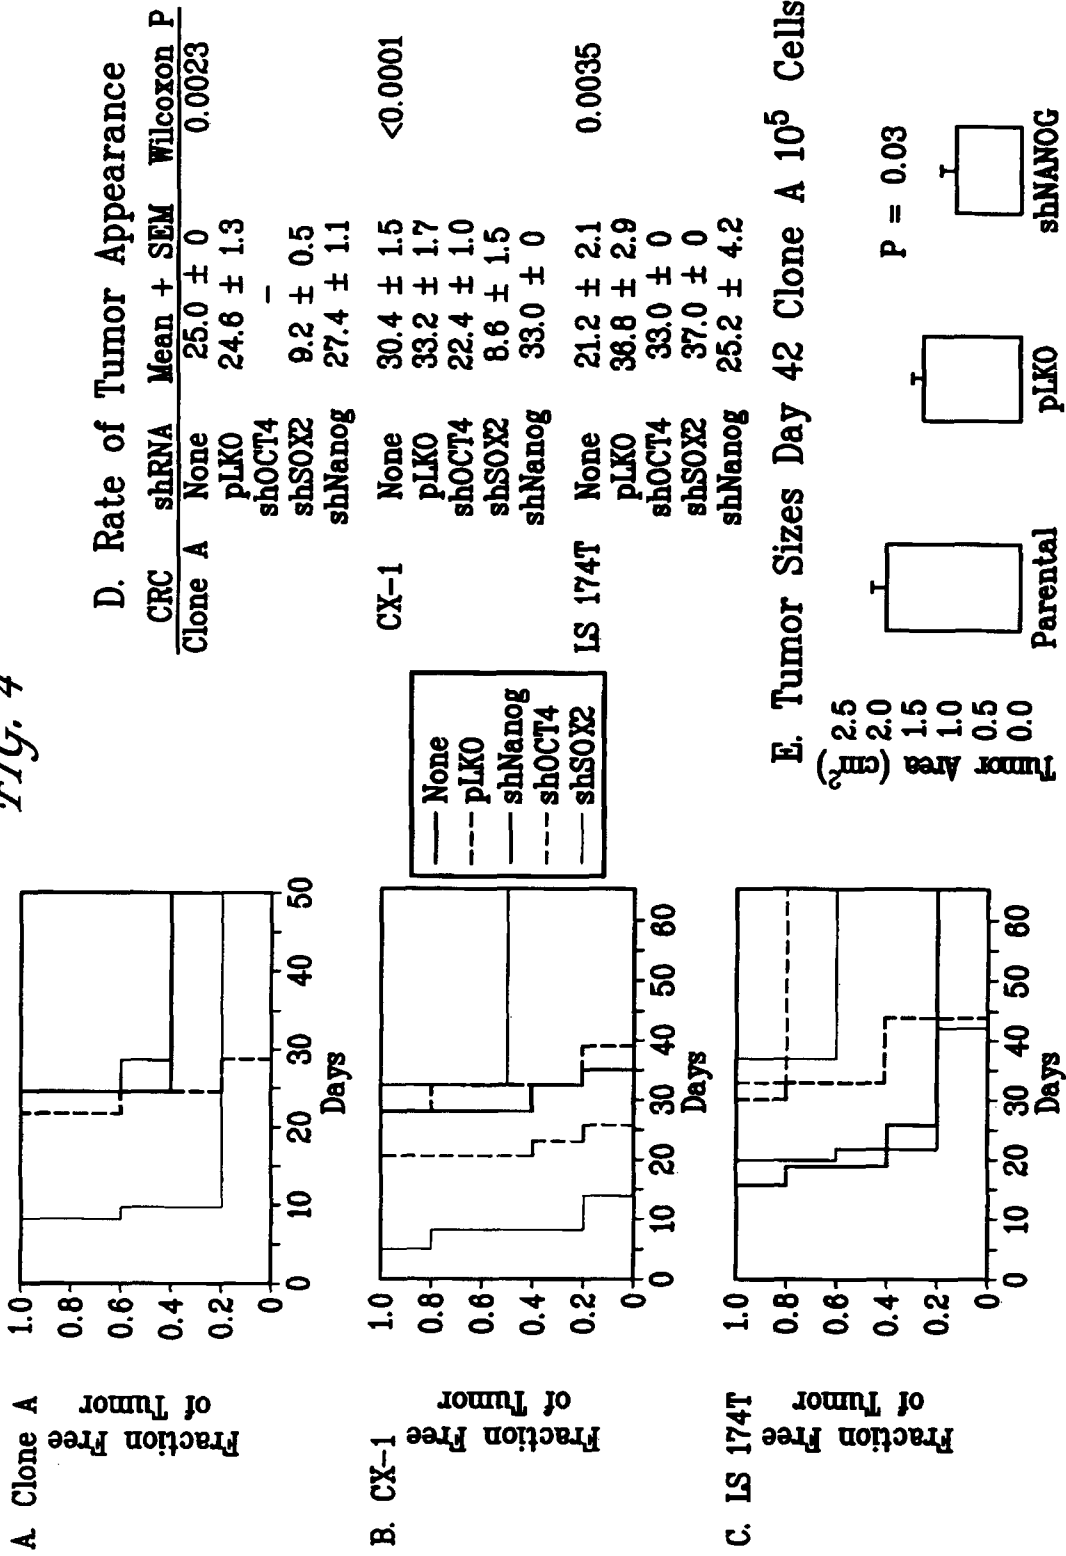 FIG. 4
A. Clone A
Fraction Free
of Tumor
1.0
0.8
0.6
0.4
0.2
0
0 10 20 30 40 50
Days
B. CX-1
Fraction Free
of Tumor
1.0
0.8
0.6
0.4
0.2
0
0 10 20 30 40 50 60
Days
C. LS 174T
Fraction Free
of Tumor
1.0
0.8
0.6
0.4
0.2
0
0 10 20 30 40 50 60
Days
None
pLKO
shNanog
shOCT4
shSOX2
D. Rate of Tumor Appearance
CRC shRNA Mean + SEM Wilcoxon P
Clone A None 25.0 ± 0 0.0023
pLKO 24.6 ± 1.3
shOCT4 –
shSOX2 9.2 ± 0.5
shNanog 27.4 ± 1.1
CX-1 None 30.4 ± 1.5 <0.0001
pLKO 33.2 ± 1.7
shOCT4 22.4 ± 1.0
shSOX2 8.6 ± 1.5
shNanog 33.0 ± 0
LS 174T None 21.2 ± 2.1 0.0035
pLKO 36.8 ± 2.9
shOCT4 33.0 ± 0
shSOX2 37.0 ± 0
shNanog 25.2 ± 4.2
E. Tumor Sizes Day 42 Clone A 10⁵ Cells
Tumor Area (cm²)
2.5
2.0
1.5
1.0
0.5
0.0
P = 0.03
Parental pLKO shNANOG